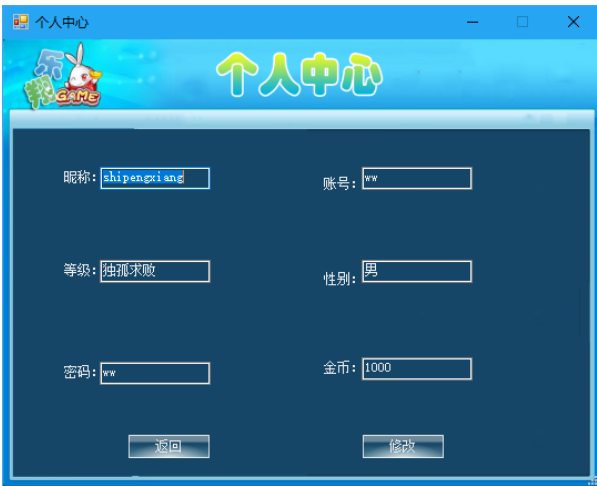 个人中心
乐帮
GAME
个人中心
昵称：shipengxiang
账号：ww
等级：独孤求败
性别：男
密码：ww
金币：1000
返回
修改